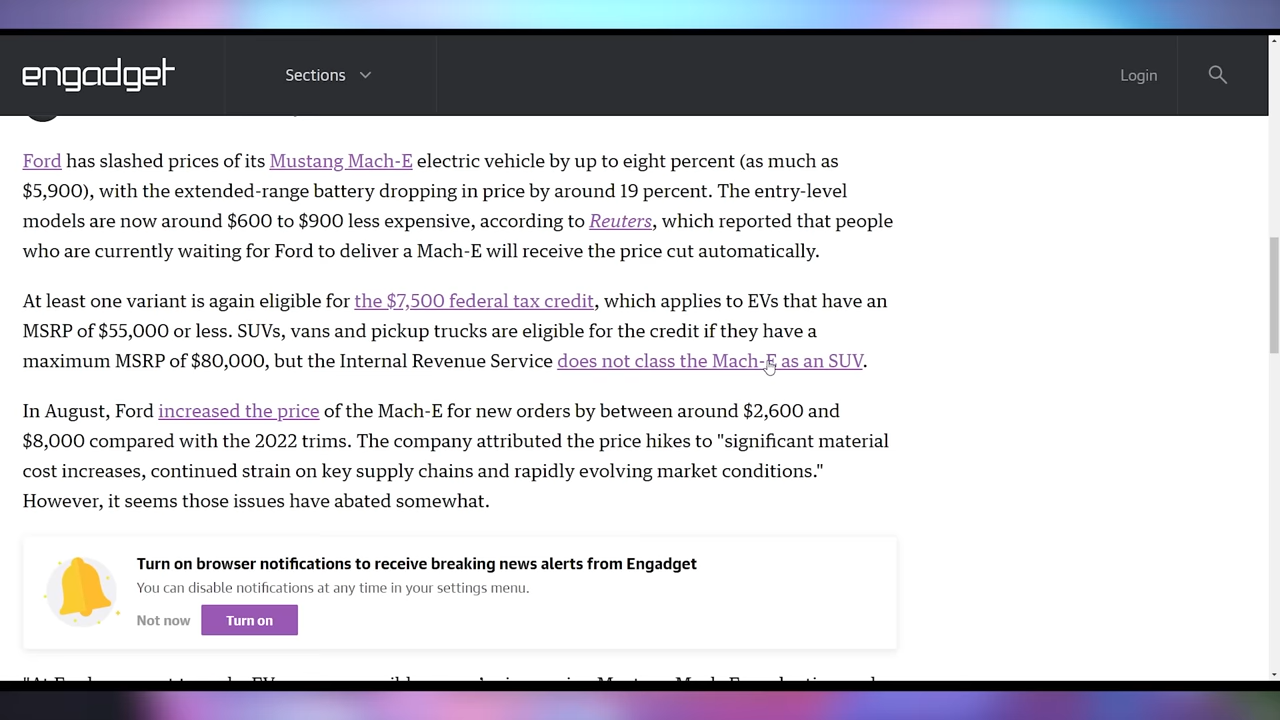 engadget
Sections
Login
Ford has slashed prices of its Mustang Mach-E electric vehicle by up to eight percent (as much as
$5,900), with the extended-range battery dropping in price by around 19 percent. The entry-level
models are now around $600 to $900 less expensive, according to Reuters, which reported that people
who are currently waiting for Ford to deliver a Mach-E will receive the price cut automatically.
At least one variant is again eligible for the $7,500 federal tax credit, which applies to EVs that have an
MSRP of $55,000 or less. SUVs, vans and pickup trucks are eligible for the credit if they have a
maximum MSRP of $80,000, but the Internal Revenue Service does not class the Mach-E as an SUV.
In August, Ford increased the price of the Mach-E for new orders by between around $2,600 and
$8,000 compared with the 2022 trims. The company attributed the price hikes to "significant material
cost increases, continued strain on key supply chains and rapidly evolving market conditions."
However, it seems those issues have abated somewhat.
Turn on browser notifications to receive breaking news alerts from Engadget
You can disable notifications at any time in your settings menu.
Not now
Turn on